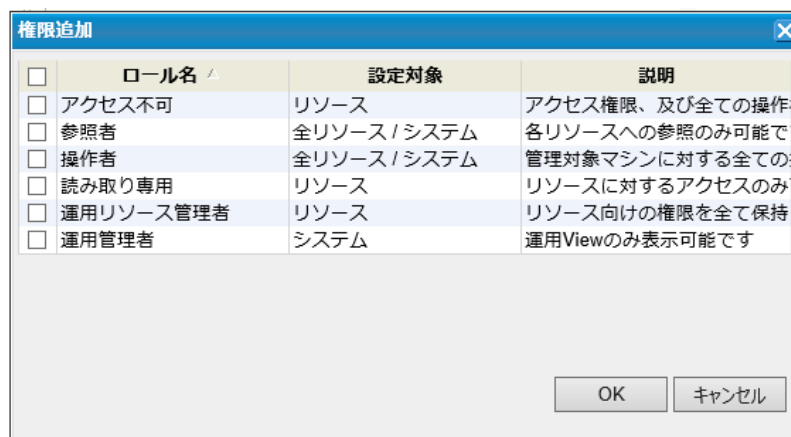 権限追加
ロール名 設定対象 説明
アクセス不可 リソース アクセス権限、及び全ての操作
参照者 全リソース / システム 各リソースへの参照のみ可能で
操作者 全リソース / システム 管理対象マシンに対する全ての
読み取り専用 リソース リソースに対するアクセスのみ
運用リソース管理者 リソース リソース向けの権限を全て保持
運用管理者 システム 運用Viewのみ表示可能です
OK キャンセル